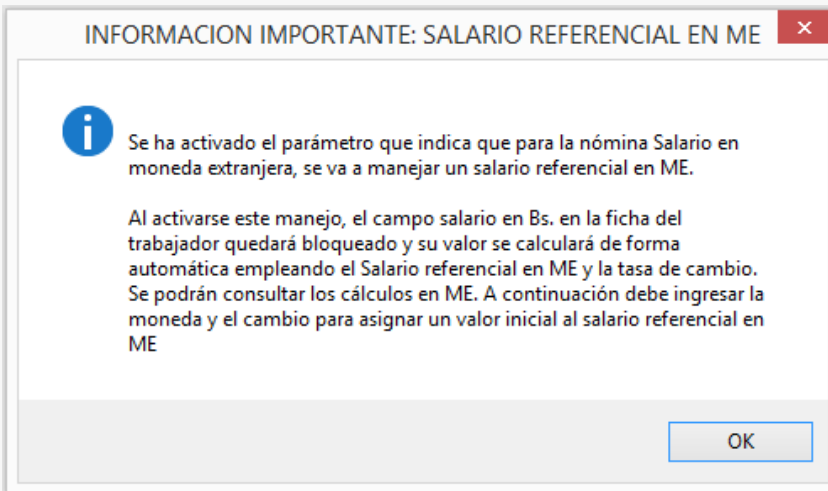 INFORMACION IMPORTANTE: SALARIO REFERENCIAL EN ME
Se ha activado el parámetro que indica que para la nómina Salario en
moneda extranjera, se va a manejar un salario referencial en ME.
Al activarse este manejo, el campo salario en Bs. en la ficha del
trabajador quedará bloqueado y su valor se calculará de forma
automática empleando el Salario referencial en ME y la tasa de cambio.
Se podrán consultar los cálculos en ME. A continuación debe ingresar la
moneda y el cambio para asignar un valor inicial al salario referencial en
ME
OK